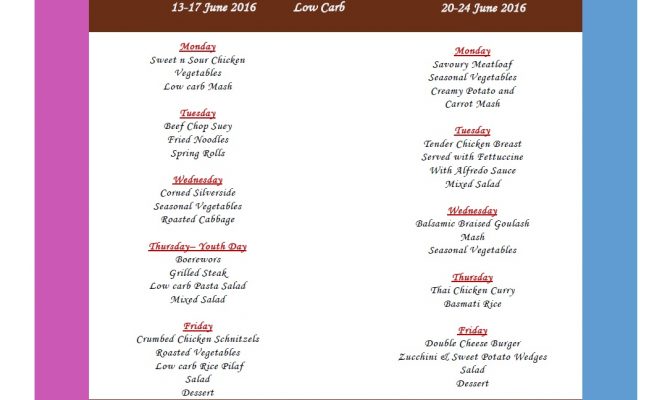 13-17 June 2016 Low Carb 20-24 June 2016
Monday
Sweet n Sour Chicken
Vegetables
Low carb Mash
Tuesday
Beef Chop Suey
Fried Noodles
Spring Rolls
Wednesday
Corned Silverside
Seasonal Vegetables
Roasted Cabbage
Thursday– Youth Day
Boerewors
Grilled Steak
Low carb Pasta Salad
Mixed Salad
Friday
Crumbed Chicken Schnitzels
Roasted Vegetables
Low carb Rice Pilaf
Salad
Dessert
Monday
Savoury Meatloaf
Seasonal Vegetables
Creamy Potato and
Carrot Mash
Tuesday
Tender Chicken Breast
Served with Fettuccine
With Alfredo Sauce
Mixed Salad
Wednesday
Balsamic Braised Goulash
Mash
Seasonal Vegetables
Thursday
Thai Chicken Curry
Basmati Rice
Friday
Double Cheese Burger
Zucchini & Sweet Potato Wedges
Salad
Dessert